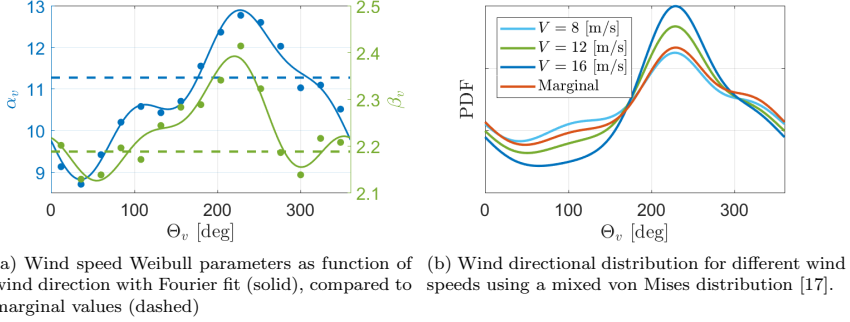 13
12
11
10
9
α_v
2.5
2.4
2.3
2.2
2.1
β_v
0 100 200 300
Θ_v [deg]
PDF
V = 8 [m/s]
V = 12 [m/s]
V = 16 [m/s]
Marginal
0 100 200 300
Θ_v [deg]
a) Wind speed Weibull parameters as function of
wind direction with Fourier fit (solid), compared to
marginal values (dashed)
(b) Wind directional distribution for different wind
speeds using a mixed von Mises distribution [17].